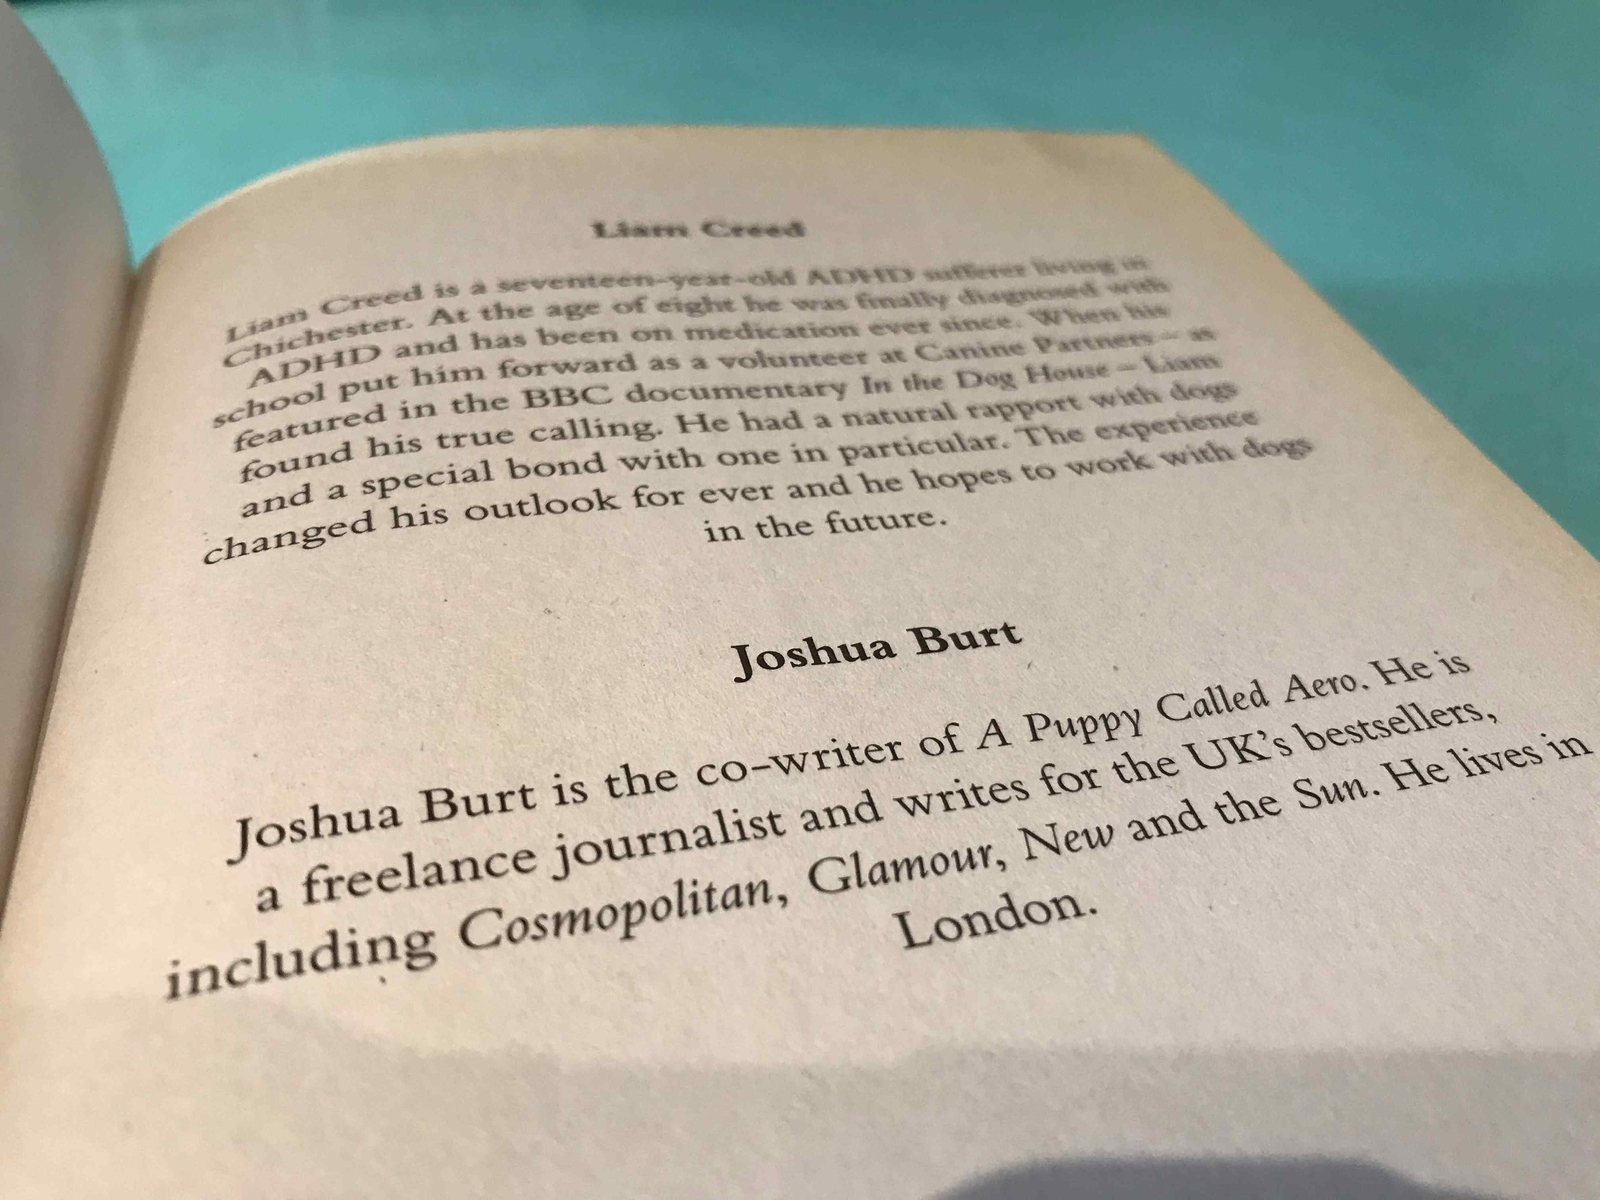 Liam Creed
Liam Creed is a seventeen-year-old ADHD sufferer living in
Chichester. At the age of eight he was finally diagnosed with
ADHD and has been on medication ever since. When his
school put him forward as a volunteer at Canine Partners – as
featured in the BBC documentary In the Dog House – Liam
found his true calling. He had a natural rapport with dogs
and a special bond with one in particular. The experience
changed his outlook for ever and he hopes to work with dogs
in the future.
Joshua Burt
Joshua Burt is the co-writer of A Puppy Called Aero. He is
a freelance journalist and writes for the UK's bestsellers,
including Cosmopolitan, Glamour, New and the Sun. He lives in
London.